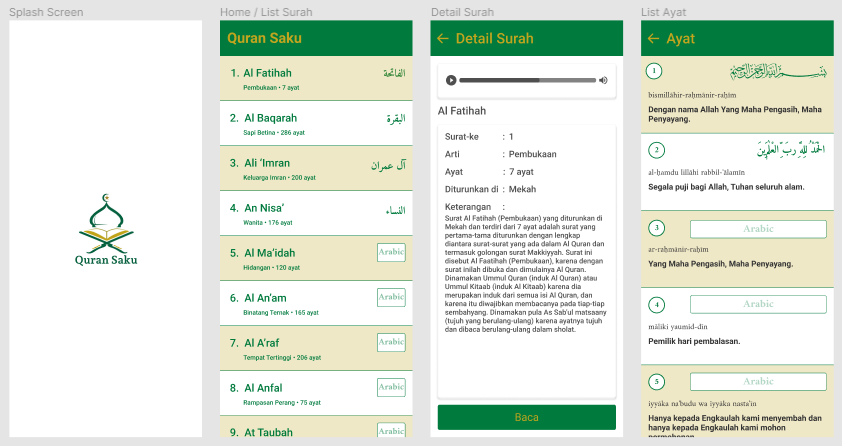 Splash Screen
Quran Saku
Home / List Surah
Quran Saku
1. Al Fatihah
الفاتحة
Pembukaan • 7 ayat
2. Al Baqarah
البقرة
Sapi Betina • 286 ayat
3. Ali ‘Imran
آل عمران
Keluarga Imran • 200 ayat
4. An Nisa’
النساء
Wanita • 176 ayat
5. Al Ma’idah
Arabic
Hidangan • 120 ayat
6. Al An’am
Arabic
Binatang Ternak • 165 ayat
7. Al A’raf
Arabic
Tempat Tertinggi • 206 ayat
8. Al Anfal
Arabic
Rampasan Perang • 75 ayat
9. At Taubah
Arabic
Detail Surah
Detail Surah
Al Fatihah
Surat-ke : 1
Arti : Pembukaan
Ayat : 7 ayat
Diturunkan di : Mekah
Keterangan :
Surat Al Fatihah (Pembukaan) yang diturunkan di
Mekah dan terdiri dari 7 ayat adalah surat yang
pertama-tama diturunkan dengan lengkap
diantara surat-surat yang ada dalam Al Quran dan
termasuk golongan surat Makkiyyah. Surat ini
disebut Al Faatihah (Pembukaan), karena dengan
surat inilah dibuka dan dimulainya Al Quran.
Dinamakan Ummul Quran (induk Al Quran) atau
Ummul Kitaab (induk Al Kitaab) karena dia
merupakan induk dari semua isi Al Quran, dan
karena itu diwajibkan membacanya pada tiap-tiap
sembahyang. Dinamakan pula As Sab'ul matsaany
(tujuh yang berulang-ulang) karena ayatnya tujuh
dan dibaca berulang-ulang dalam sholat.
Baca
List Ayat
Ayat
1
بِسْمِ اللَّهِ الرَّحْمَٰنِ الرَّحِيمِ
bismillāhir-raḥmānir-raḥīm
Dengan nama Allah Yang Maha Pengasih, Maha
Penyayang.
2
الْحَمْدُ لِلَّهِ رَبِّ الْعٰلَمِيْنَ
al-ḥamdu lillāhi rabbil-'ālamīn
Segala puji bagi Allah, Tuhan seluruh alam.
3
Arabic
ar-raḥmānir-raḥīm
Yang Maha Pengasih, Maha Penyayang.
4
Arabic
māliki yaumid-dīn
Pemilik hari pembalasan.
5
Arabic
iyyāka na'budu wa iyyāka nasta'īn
Hanya kepada Engkaulah kami menyembah dan
hanya kepada Engkaulah kami mohon
pertolongan.